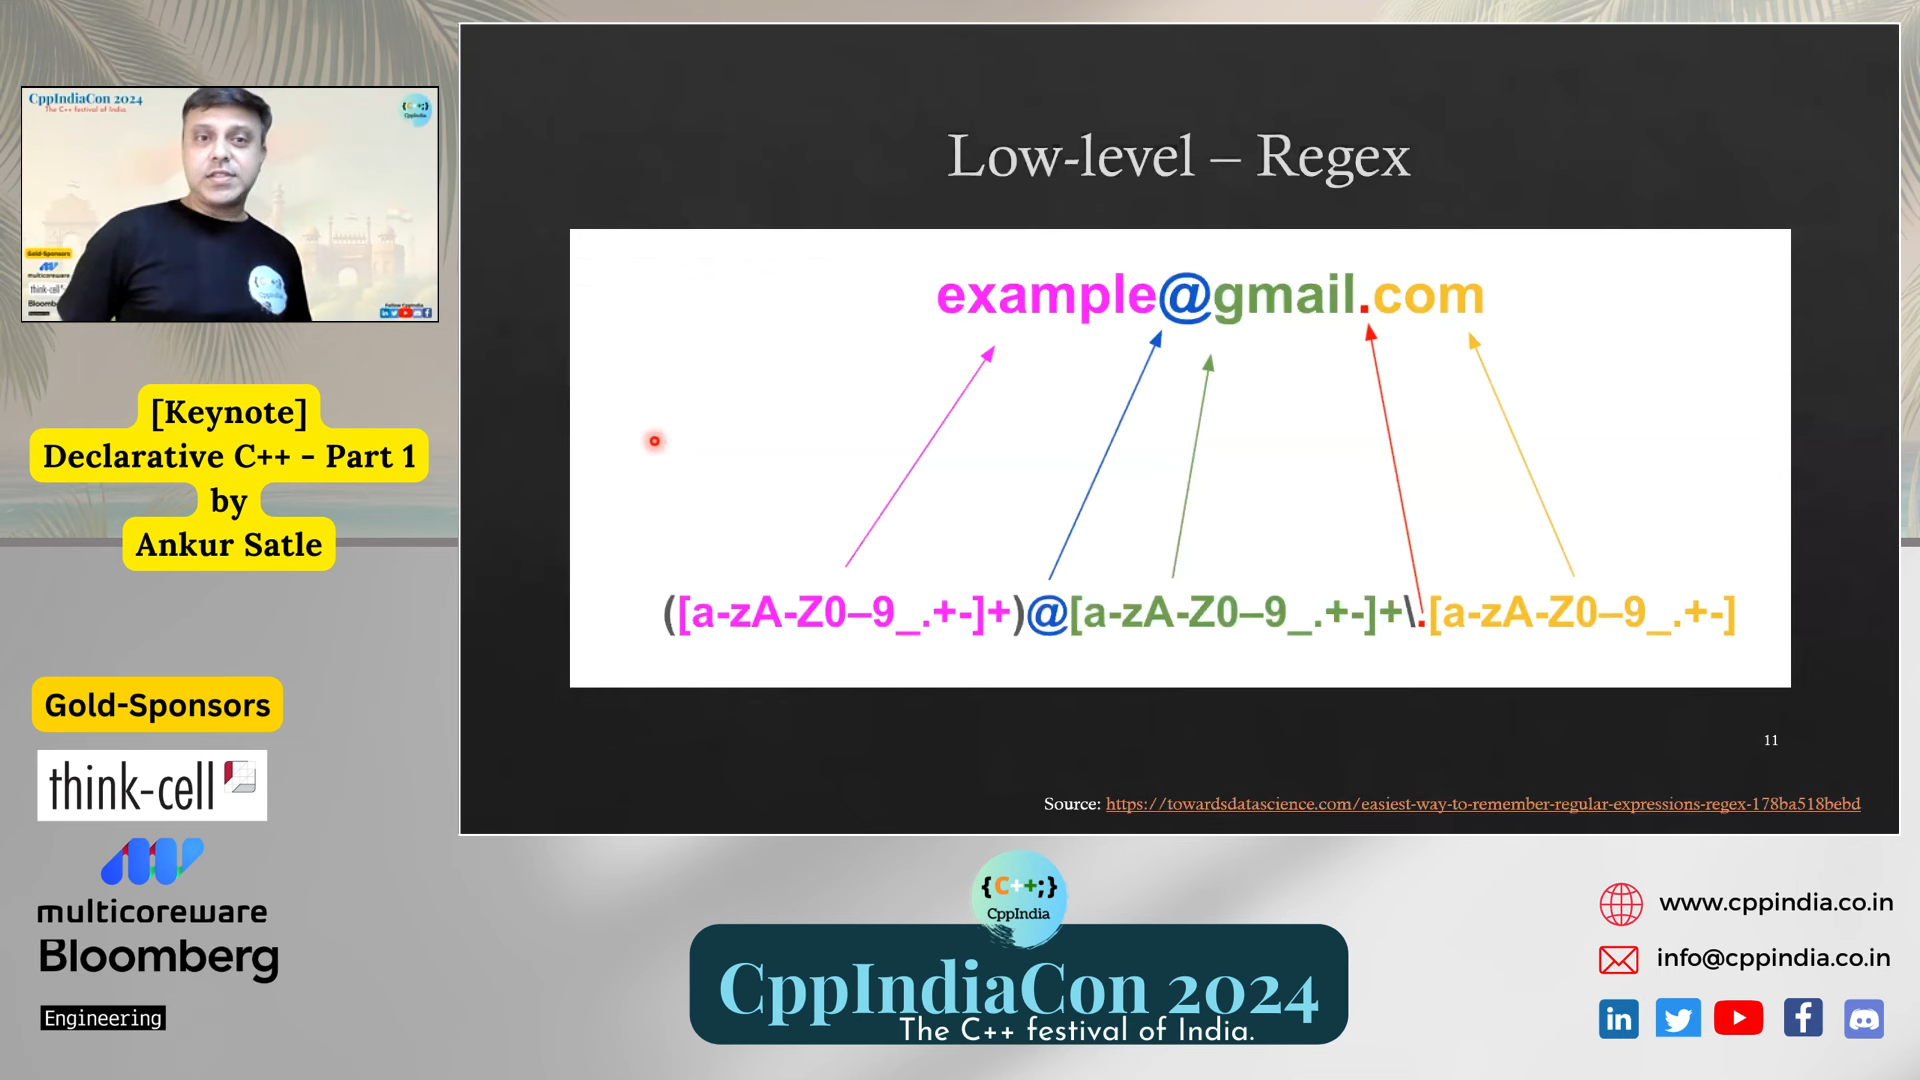 CppIndiaCon 2024
The C++ festival of India.
{C++;}
CppIndia
Gold-Sponsors
multicoreware
think-cell
Bloomb
Follow CppIndia
[Keynote]
Declarative C++ - Part 1
by
Ankur Satle
Gold-Sponsors
think-cell
multicoreware
Bloomberg
Engineering
Low-level – Regex
example@gmail.com
([a-zA-Z0–9_.+-]+)@[a-zA-Z0–9_.+-]+\.[a-zA-Z0–9_.+-]
11
Source: https://towardsdatascience.com/easiest-way-to-remember-regular-expressions-regex-178ba518bebd
{C++;}
CppIndia
CppIndiaCon 2024
The C++ festival of India.
www.cppindia.co.in
info@cppindia.co.in
in
f